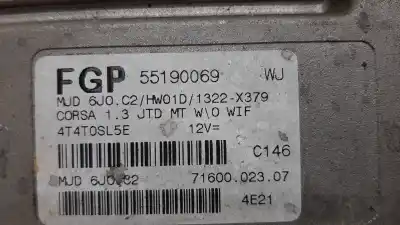 FGP 55190069 WJ
MJD 6J0.C2/HW01D/1322-X379
CORSA 1.3 JTD MT W\O WIF
4T4T0SL5E 12V=
C146
MJD 6J0.C2 71600.023.07
4E21